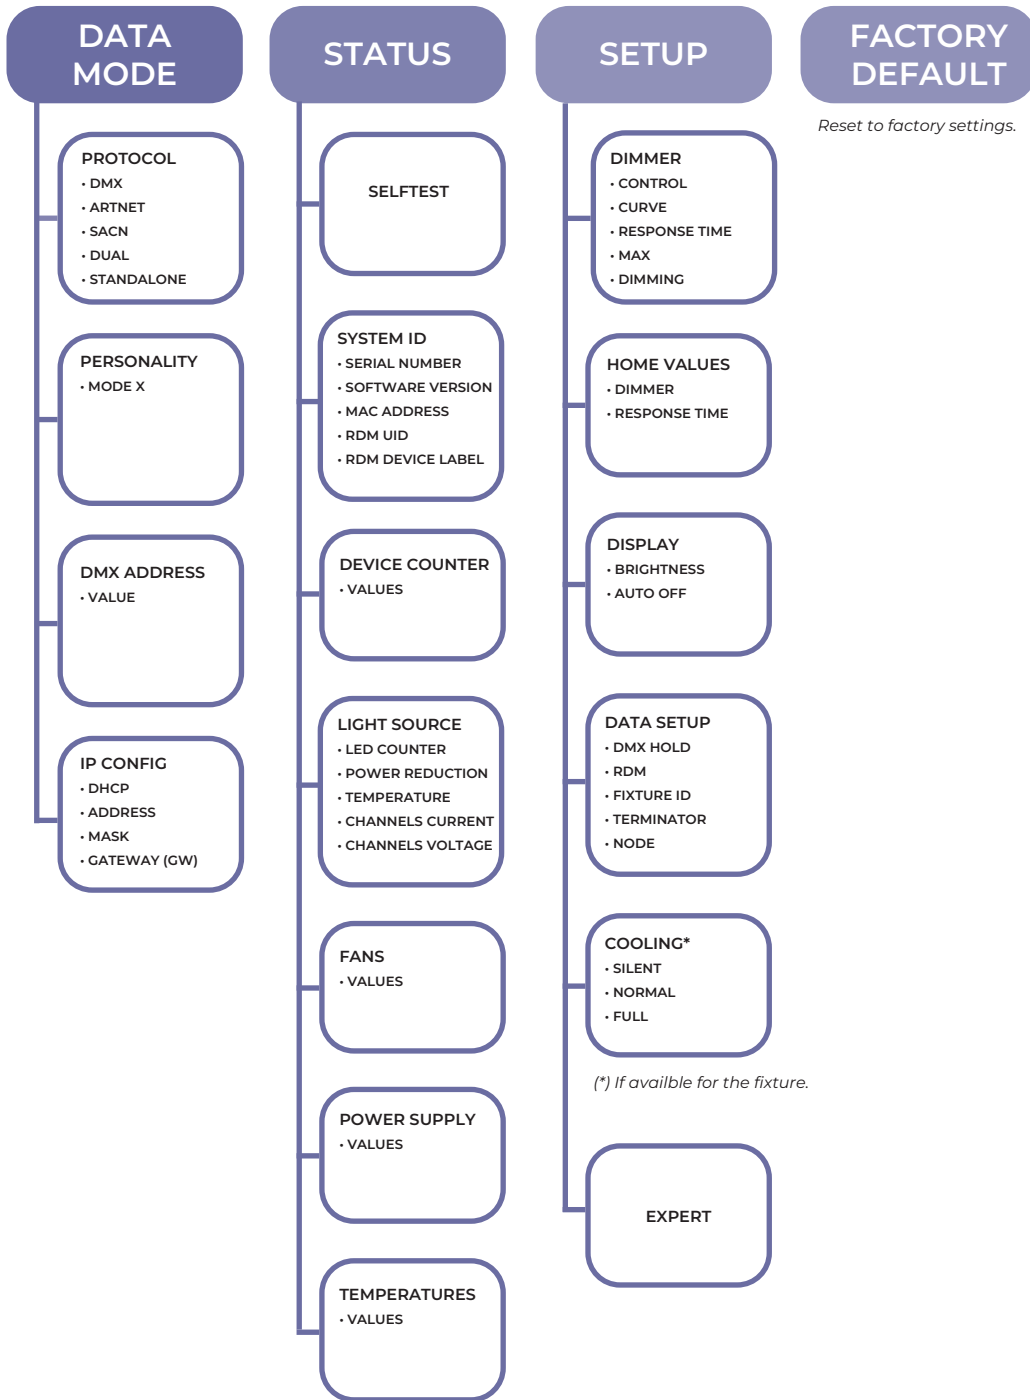 DATA
MODE
PROTOCOL
• DMX
• ARTNET
• SACN
• DUAL
• STANDALONE
PERSONALITY
• MODE X
DMX ADDRESS
• VALUE
IP CONFIG
• DHCP
• ADDRESS
• MASK
• GATEWAY (GW)
STATUS
SELFTEST
SYSTEM ID
• SERIAL NUMBER
• SOFTWARE VERSION
• MAC ADDRESS
• RDM UID
• RDM DEVICE LABEL
DEVICE COUNTER
• VALUES
LIGHT SOURCE
• LED COUNTER
• POWER REDUCTION
• TEMPERATURE
• CHANNELS CURRENT
• CHANNELS VOLTAGE
FANS
• VALUES
POWER SUPPLY
• VALUES
TEMPERATURES
• VALUES
SETUP
DIMMER
• CONTROL
• CURVE
• RESPONSE TIME
• MAX
• DIMMING
HOME VALUES
• DIMMER
• RESPONSE TIME
DISPLAY
• BRIGHTNESS
• AUTO OFF
DATA SETUP
• DMX HOLD
• RDM
• FIXTURE ID
• TERMINATOR
• NODE
COOLING*
• SILENT
• NORMAL
• FULL
(*) If availble for the fixture.
EXPERT
FACTORY
DEFAULT
Reset to factory settings.